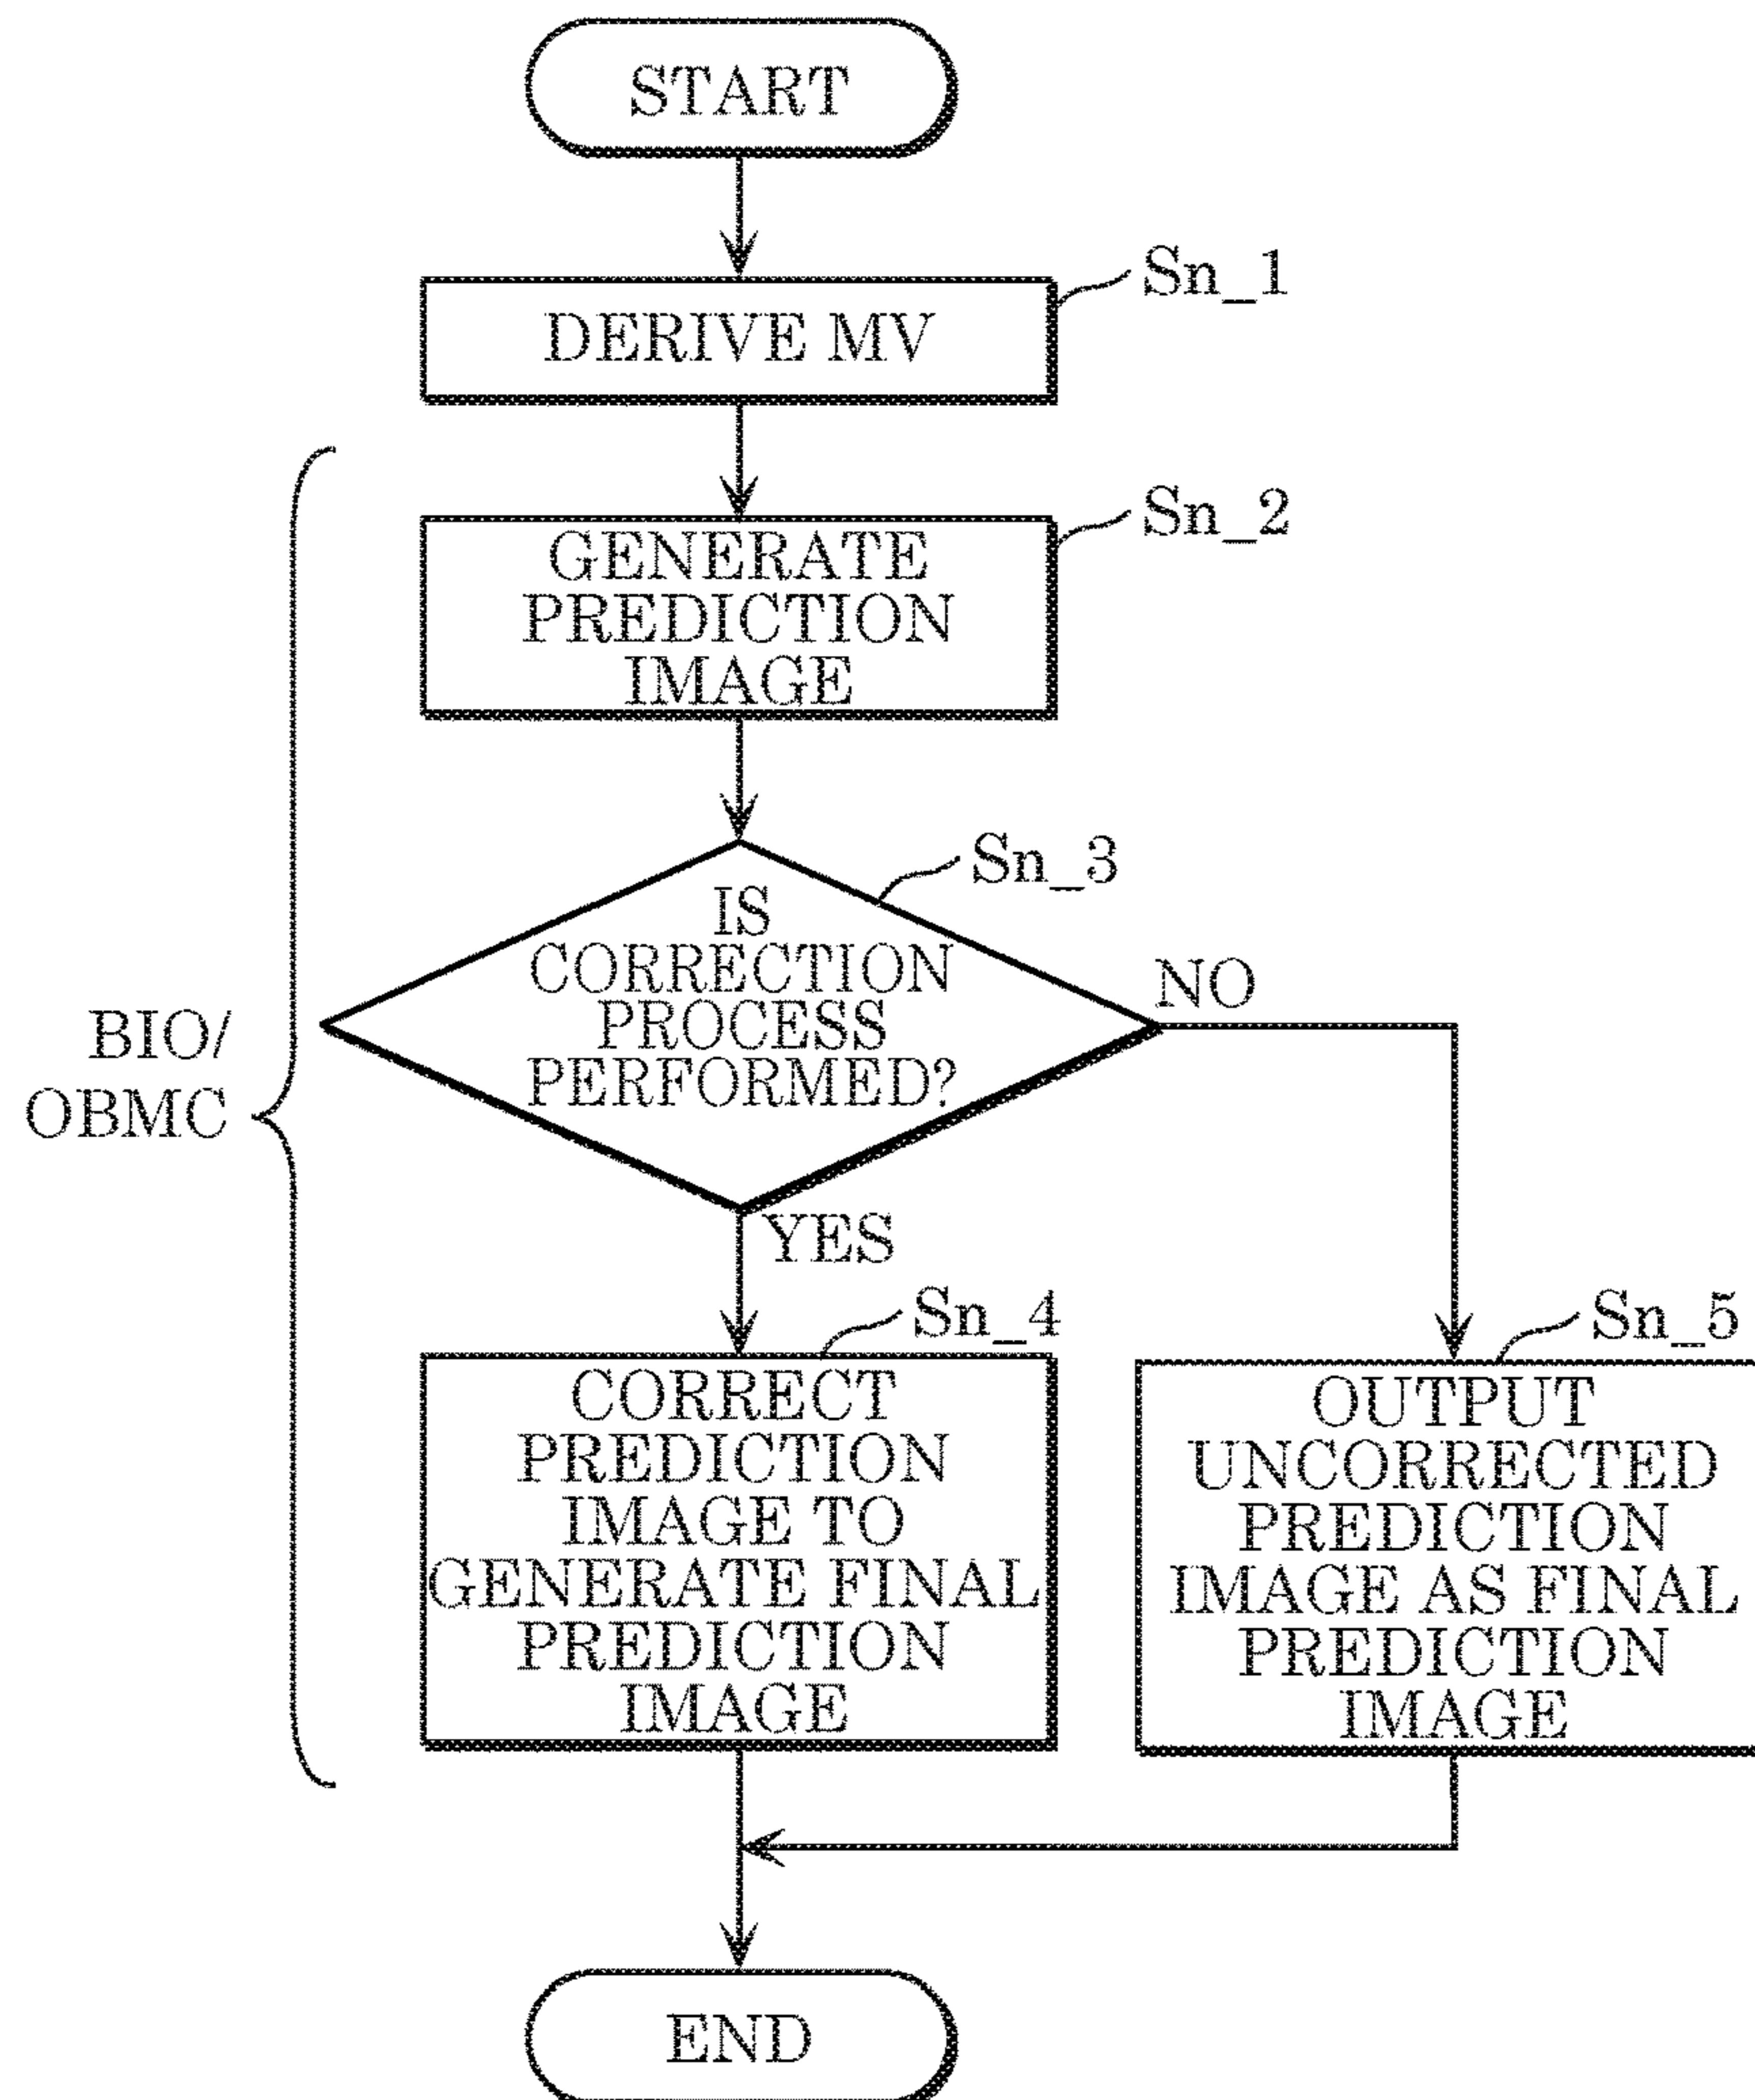 START
Sn_1
DERIVE MV
Sn_2
GENERATE
PREDICTION
IMAGE
Sn_3
IS
CORRECTION
PROCESS
PERFORMED?
NO
BIO/
OBMC
YES
Sn_4
CORRECT
PREDICTION
IMAGE TO
GENERATE FINAL
PREDICTION
IMAGE
Sn_5
OUTPUT
UNCORRECTED
PREDICTION
IMAGE AS FINAL
PREDICTION
IMAGE
END